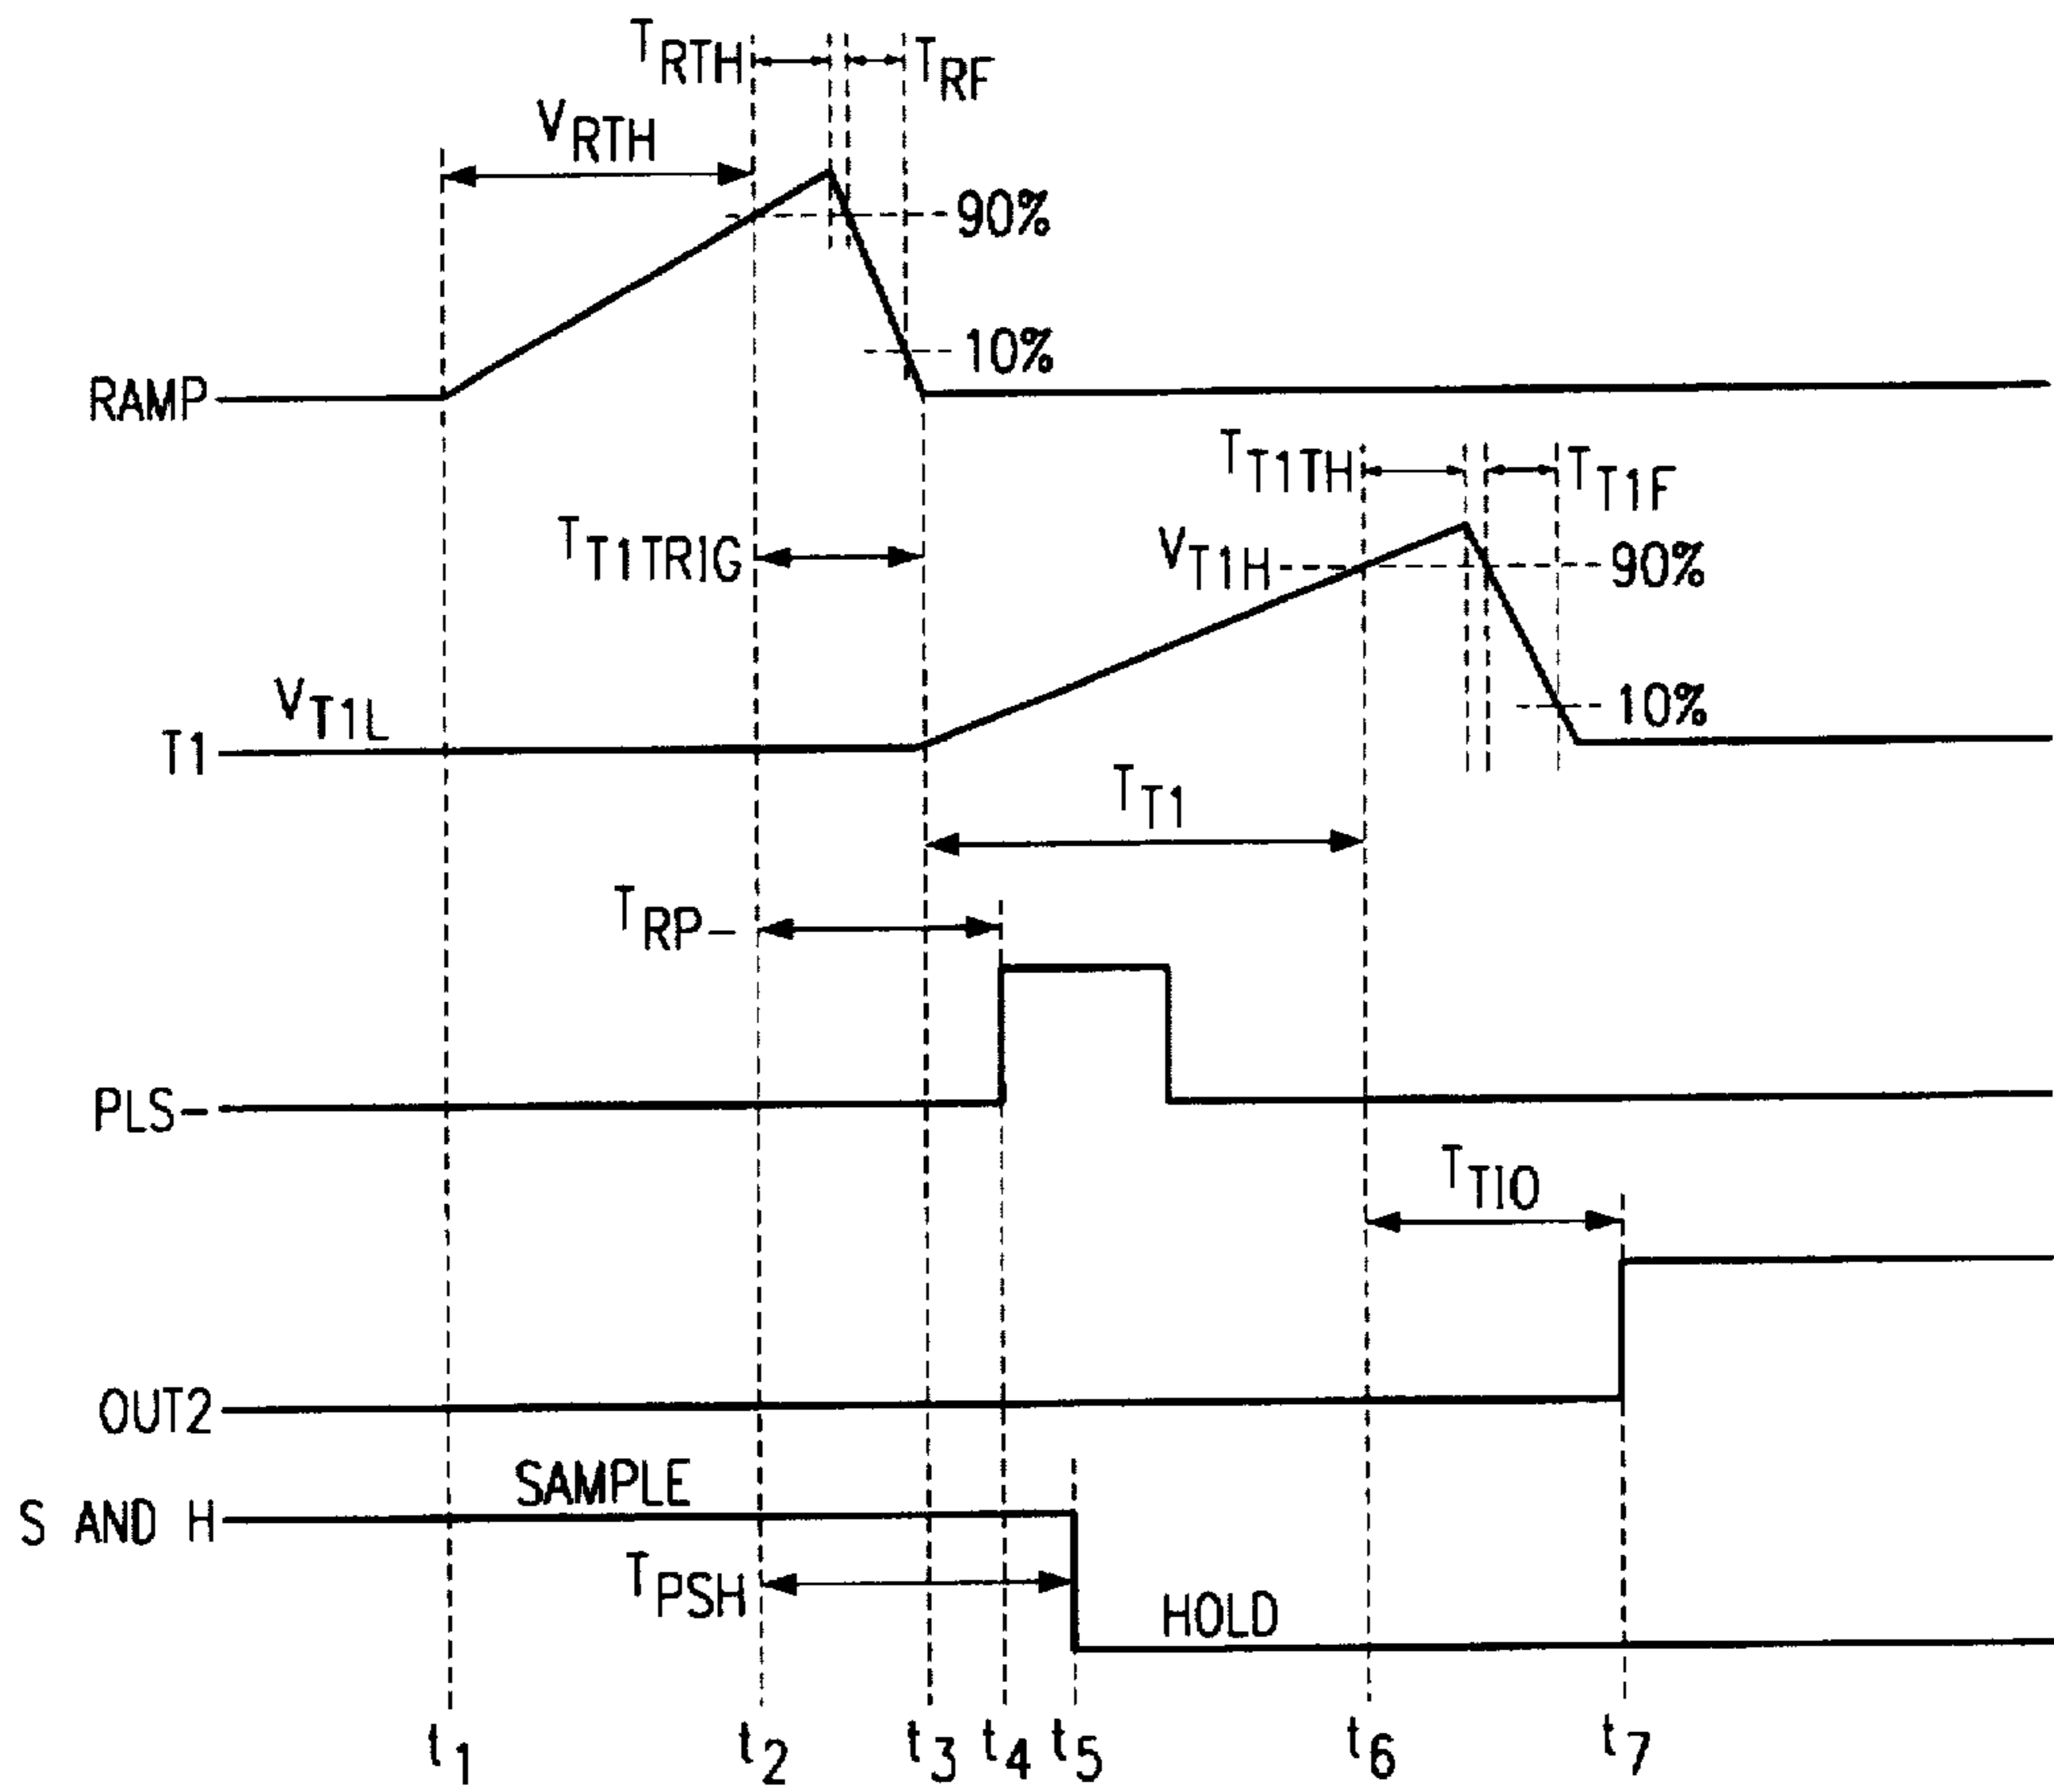 TRTH
TRF
VRTH
90%
10%
RAMP
TT1TH
TT1F
TT1TRIG
VT1H
90%
VT1L
10%
T1
TT1
TRP-
PLS-
TTIO
OUT2
SAMPLE
S AND H
TPSH
HOLD
t1 t2 t3 t4 t5 t6 t7